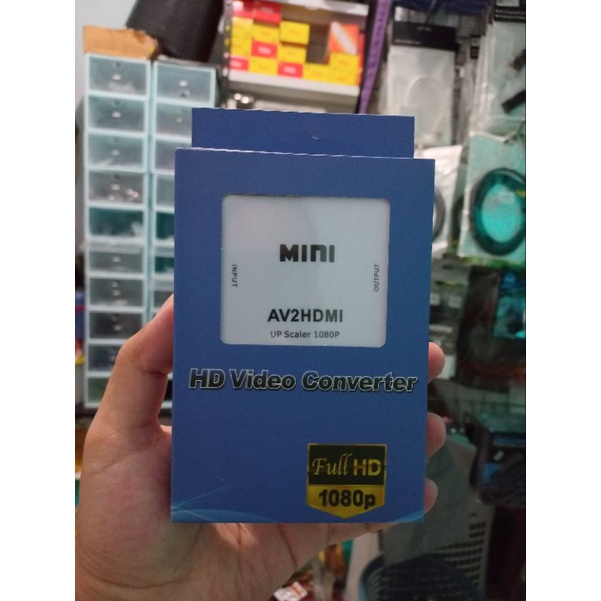 MINI
INPUT
OUTPUT
AV2HDMI
UP Scaler 1080P
HD Video Converter
Full HD
1080p